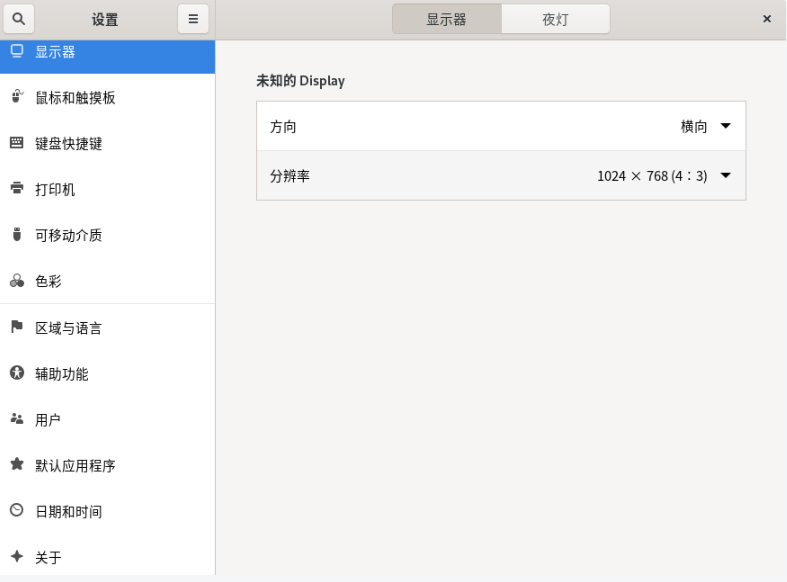 设置
显示器
夜灯
显示器
鼠标和触摸板
键盘快捷键
打印机
可移动介质
色彩
区域与语言
辅助功能
用户
默认应用程序
日期和时间
关于
未知的 Display
方向
横向
分辨率
1024 × 768 (4∶3)